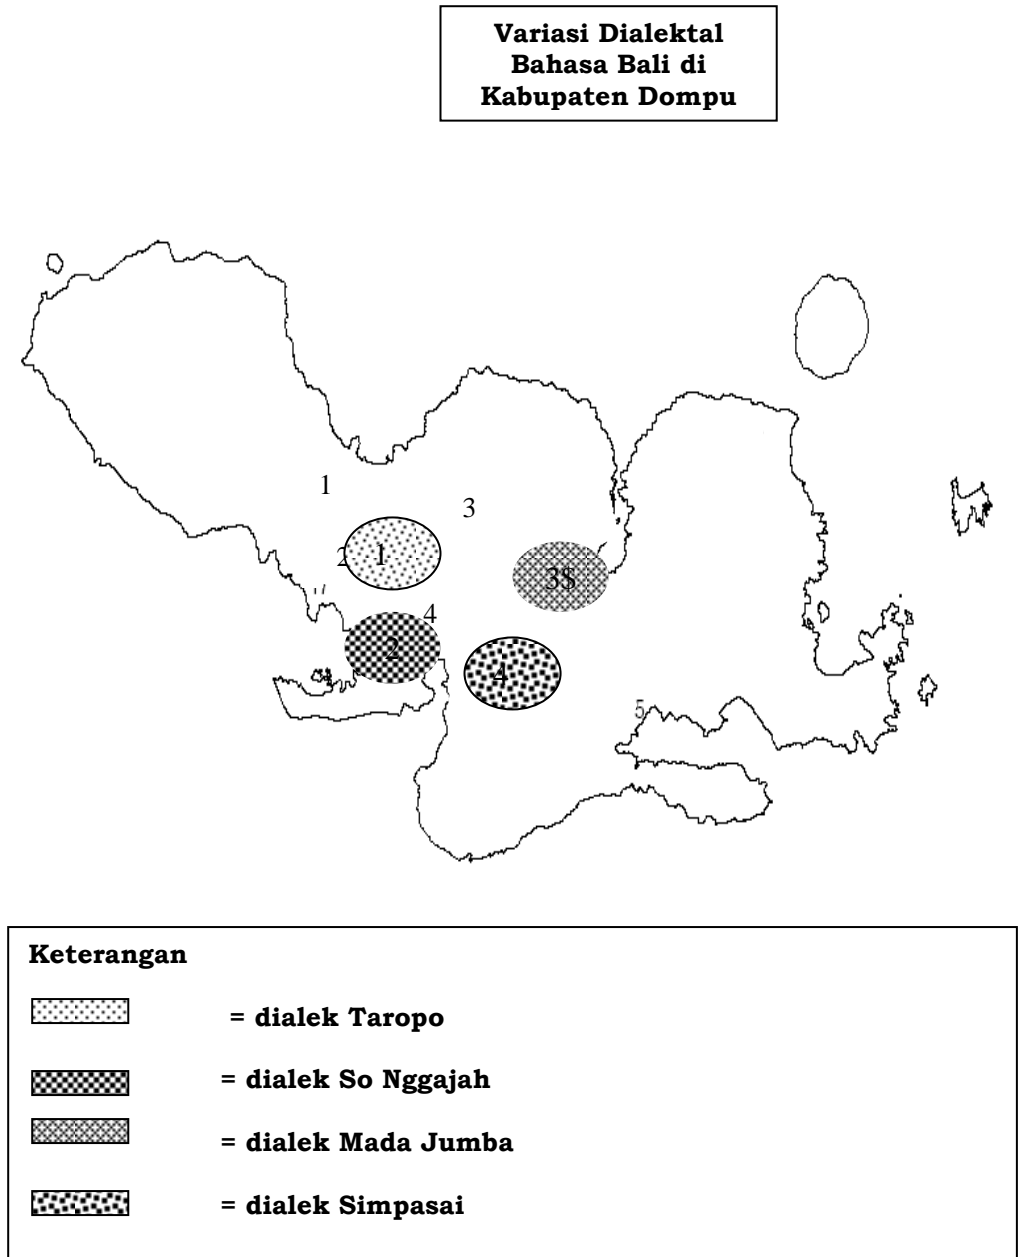 Variasi Dialektal
Bahasa Bali di
Kabupaten Dompu
1
3
2
1
3$
4
2
4
5
Keterangan
= dialek Taropo
= dialek So Nggajah
= dialek Mada Jumba
= dialek Simpasai